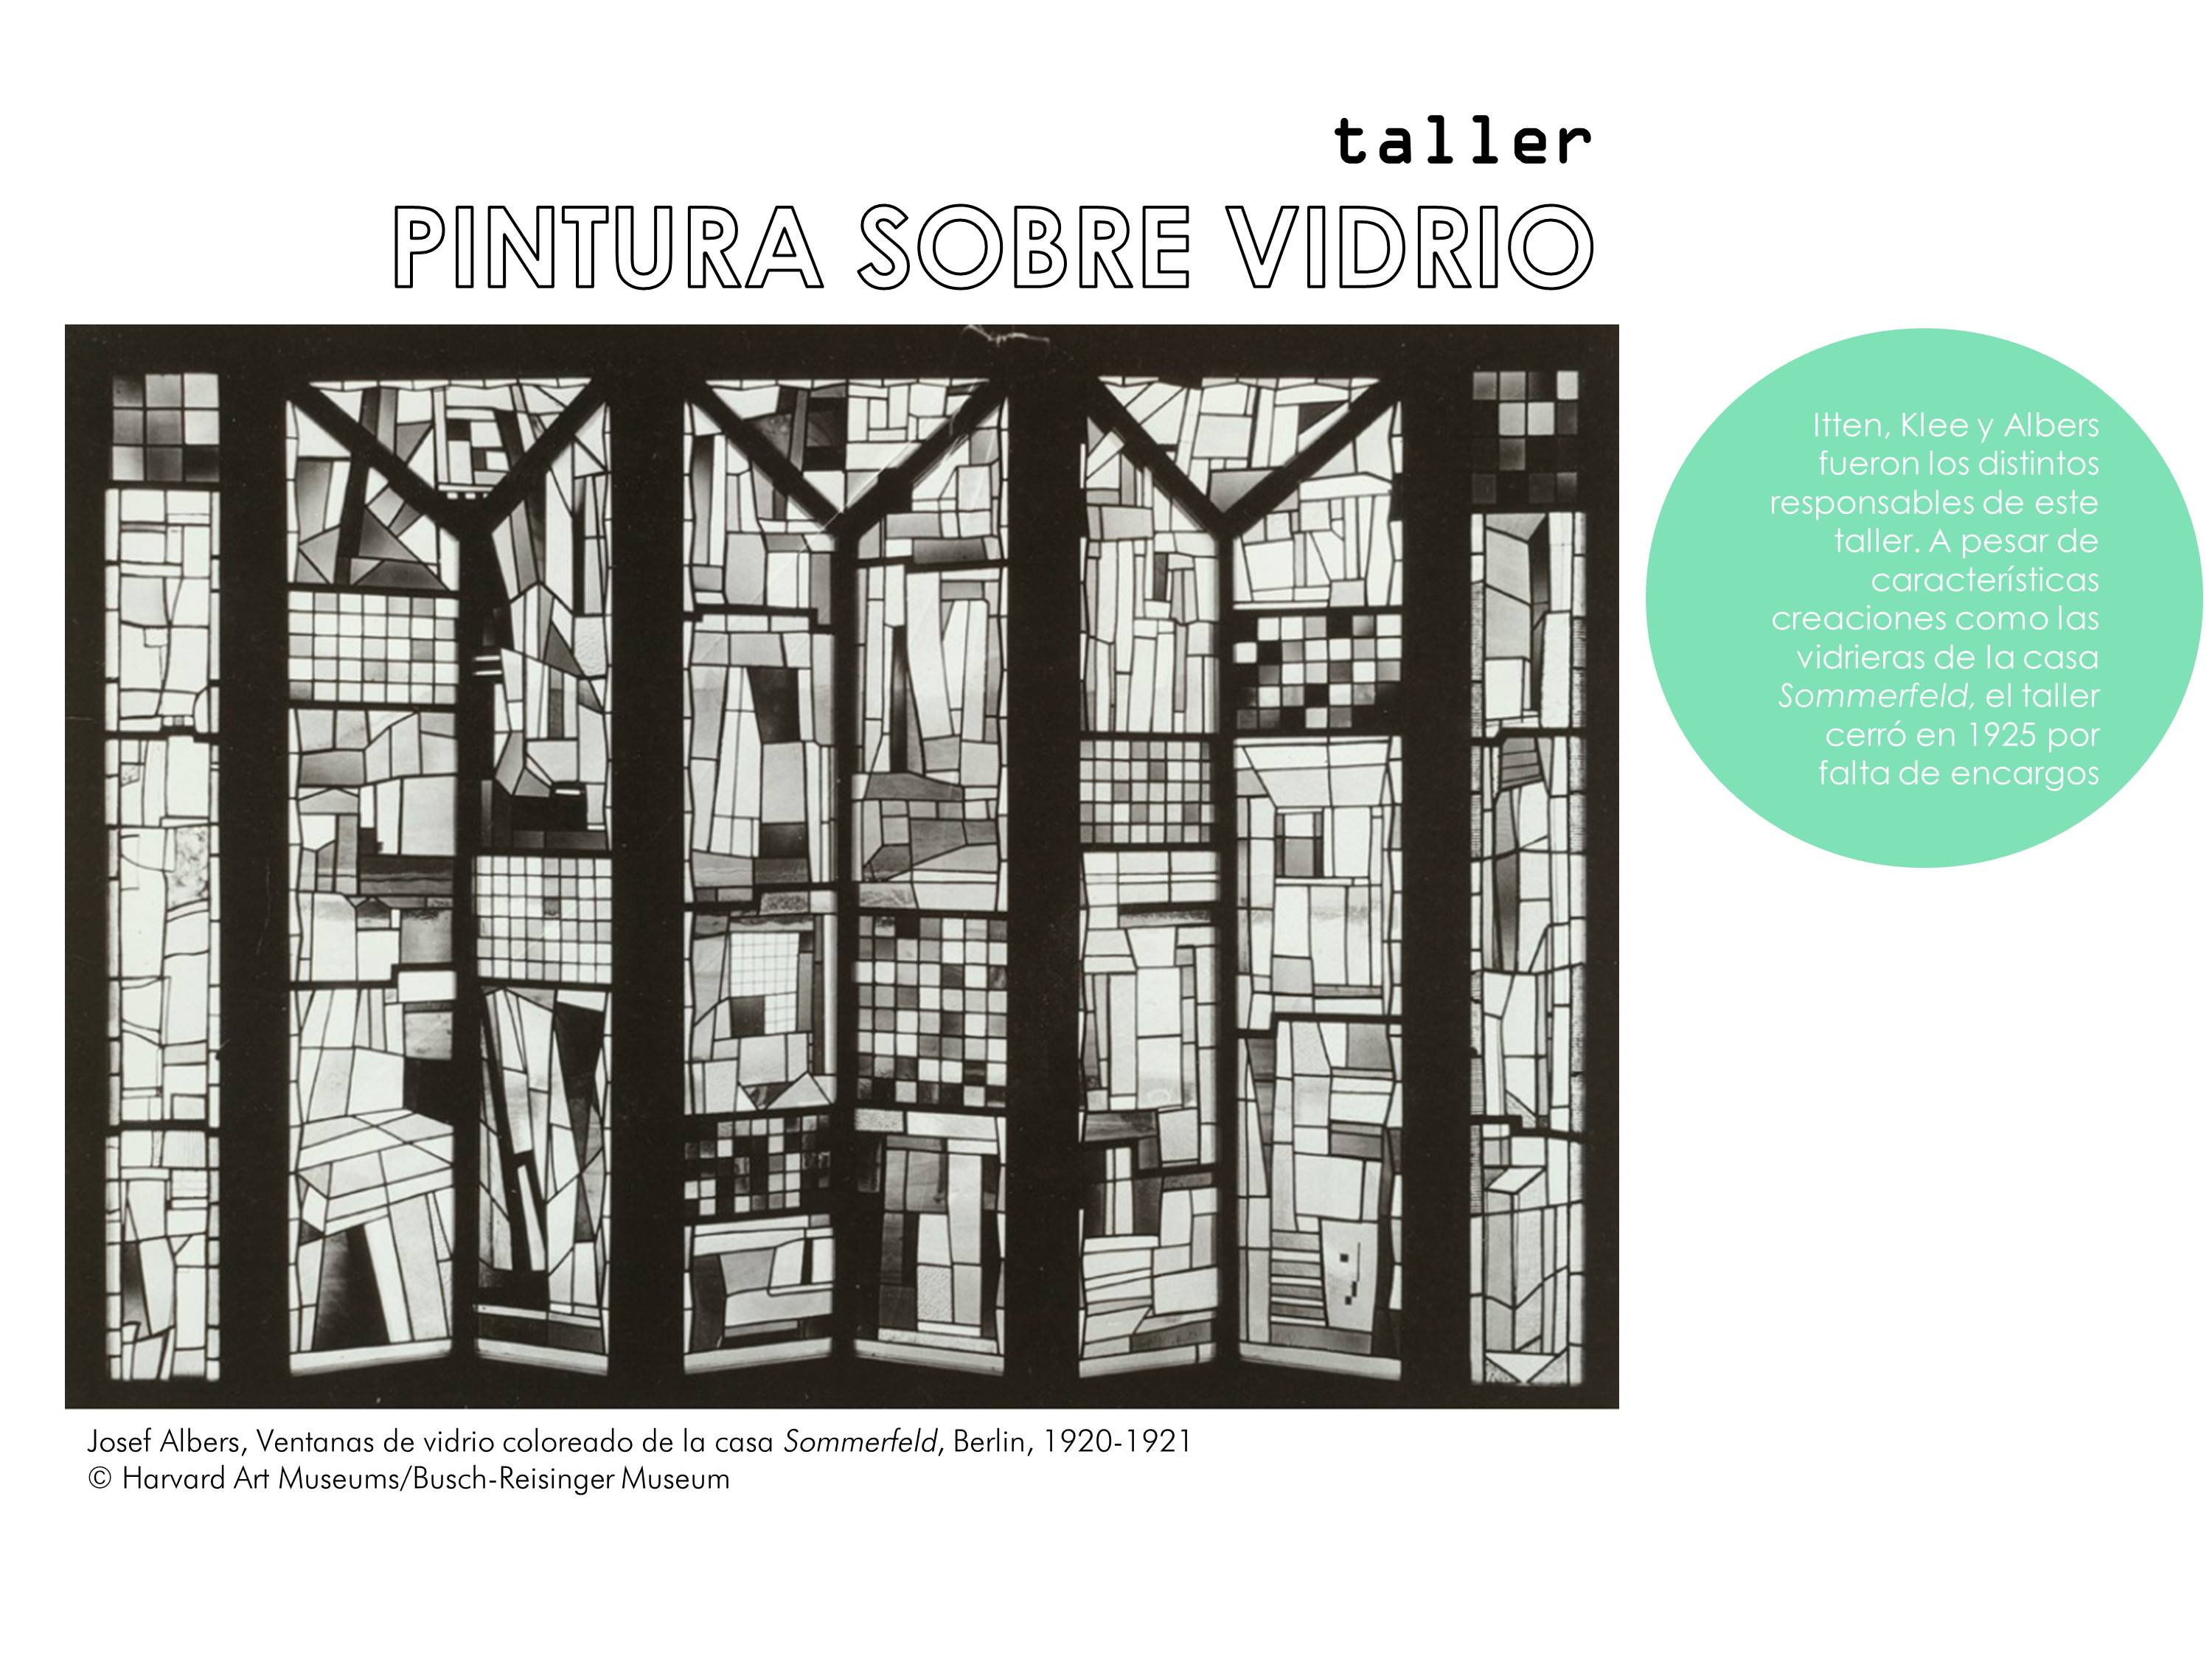 taller
PINTURA SOBRE VIDRIO
Itten, Klee y Albers
fueron los distintos
responsables de este
taller. A pesar de
características
creaciones como las
vidrieras de la casa
Sommerfeld, el taller
cerró en 1925 por
falta de encargos
Josef Albers, Ventanas de vidrio coloreado de la casa Sommerfeld, Berlin, 1920-1921
© Harvard Art Museums/Busch-Reisinger Museum